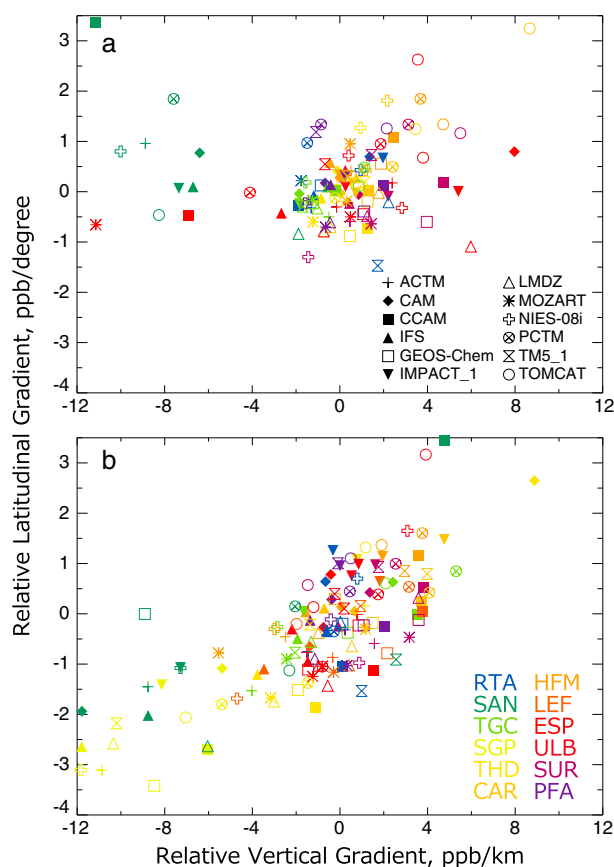 a
3
2
1
0
-1
-2
-3
-4
ACTM
CAM
CCAM
IFS
GEOS-Chem
IMPACT_1
LMDZ
MOZART
NIES-08i
PCTM
TM5_1
TOMCAT
-12
-8
-4
0
4
8
12
Relative Latitudinal Gradient, ppb/degree
b
3
2
1
0
-1
-2
-3
-4
RTA
SAN
TGC
SGP
THD
CAR
HFM
LEF
ESP
ULB
SUR
PFA
-12
-8
-4
0
4
8
12
Relative Vertical Gradient, ppb/km